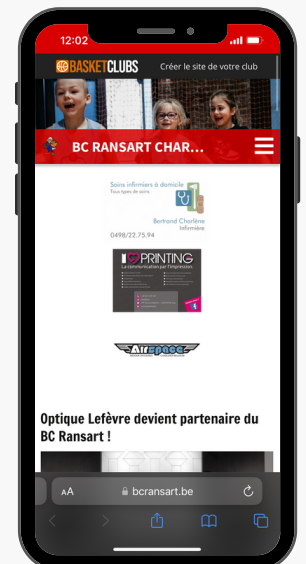 12:02
BASKETCLUBS
Créer le site de votre club
BC RANSART CHAR...
Soins infirmiers à domicile
Tous types de soins
Bertrand Charlène
Infirmière
0498/22.75.94
PRINTING
La communication par l'impression.
Airspace
Optique Lefèvre devient partenaire du
BC Ransart !
AA
bcransart.be